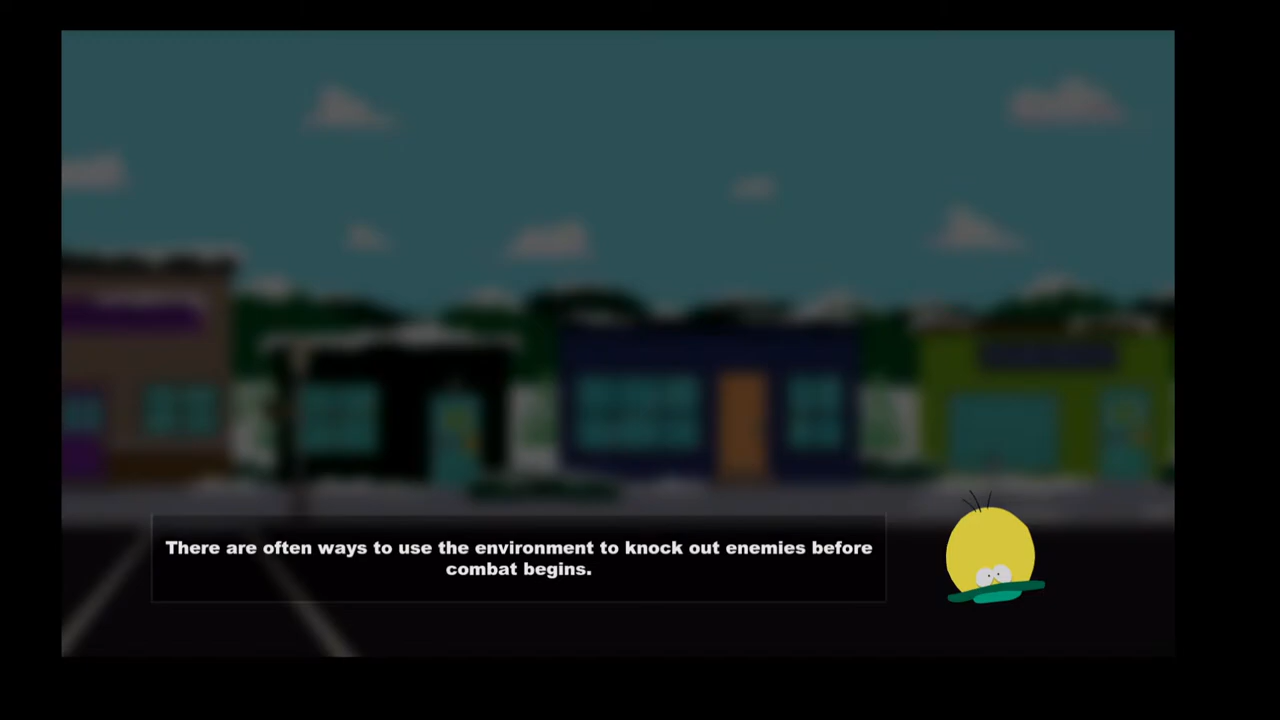 There are often ways to use the environment to knock out enemies before
combat begins.